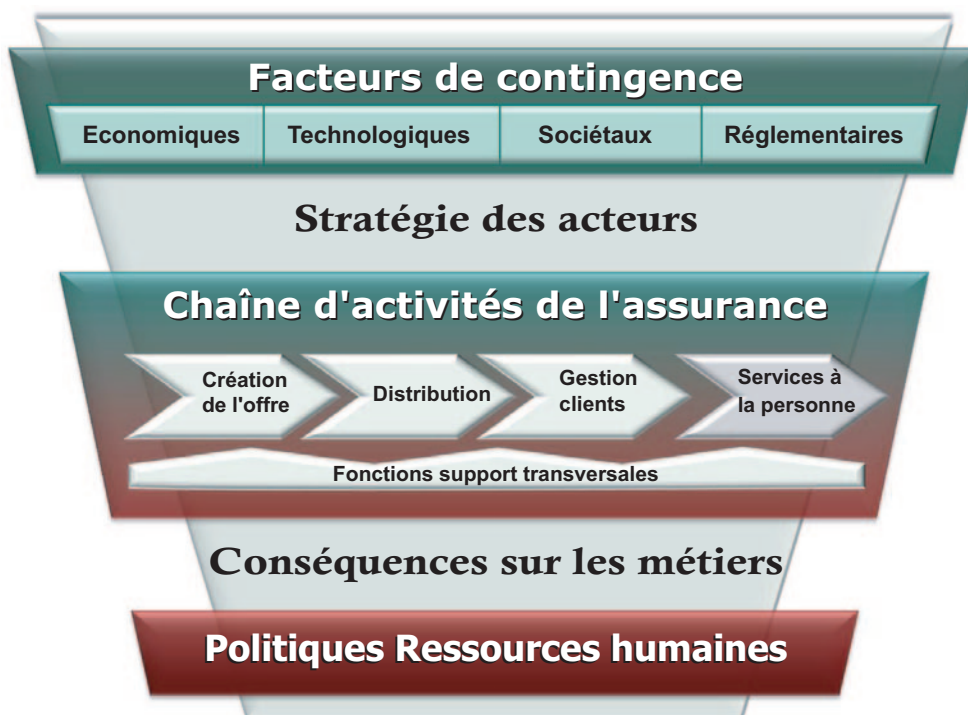 Facteurs de contingence
Economiques
Technologiques
Sociétaux
Réglementaires
Stratégie des acteurs
Chaîne d'activités de l'assurance
Création
de l'offre
Distribution
Gestion
clients
Services à
la personne
Fonctions support transversales
Conséquences sur les métiers
Politiques Ressources humaines